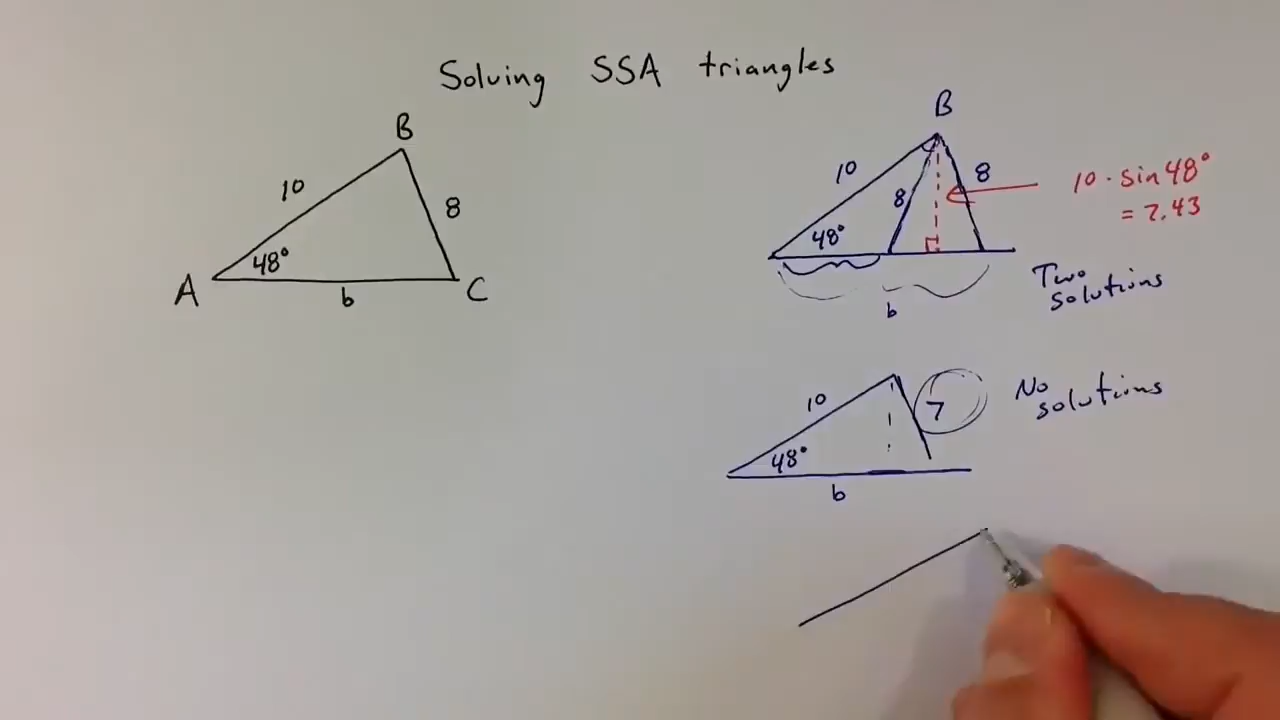 Solving SSA triangles
B
10
8
48°
A
b
C
B
10
8
8
48°
b
10 · sin 48°
= 7.43
Two
solutions
10
7
48°
b
No
solutions